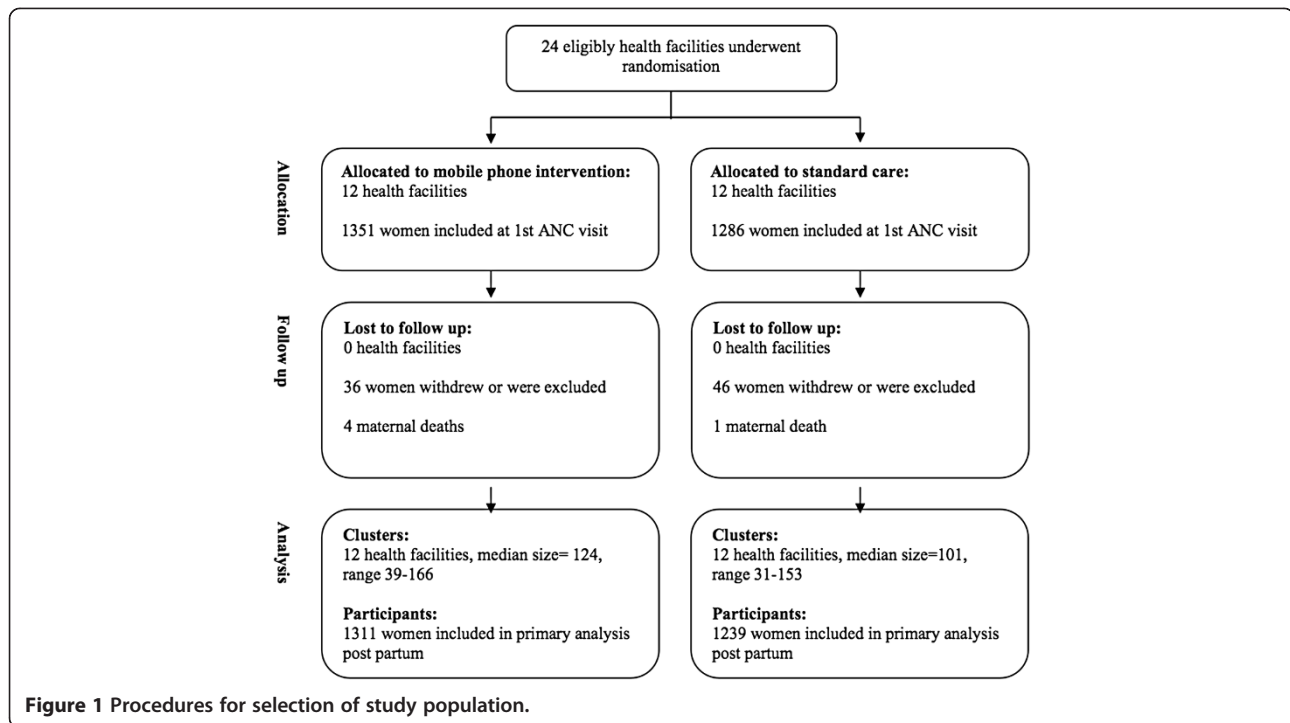 24 eligibly health facilities underwent
randomisation
Allocation
Allocated to mobile phone intervention:
12 health facilities
1351 women included at 1st ANC visit
Allocated to standard care:
12 health facilities
1286 women included at 1st ANC visit
Follow up
Lost to follow up:
0 health facilities
36 women withdrew or were excluded
4 maternal deaths
Lost to follow up:
0 health facilities
46 women withdrew or were excluded
1 maternal death
Analysis
Clusters:
12 health facilities, median size= 124,
range 39-166
Participants:
1311 women included in primary analysis
post partum
Clusters:
12 health facilities, median size=101,
range 31-153
Participants:
1239 women included in primary analysis
post partum
Figure 1 Procedures for selection of study population.